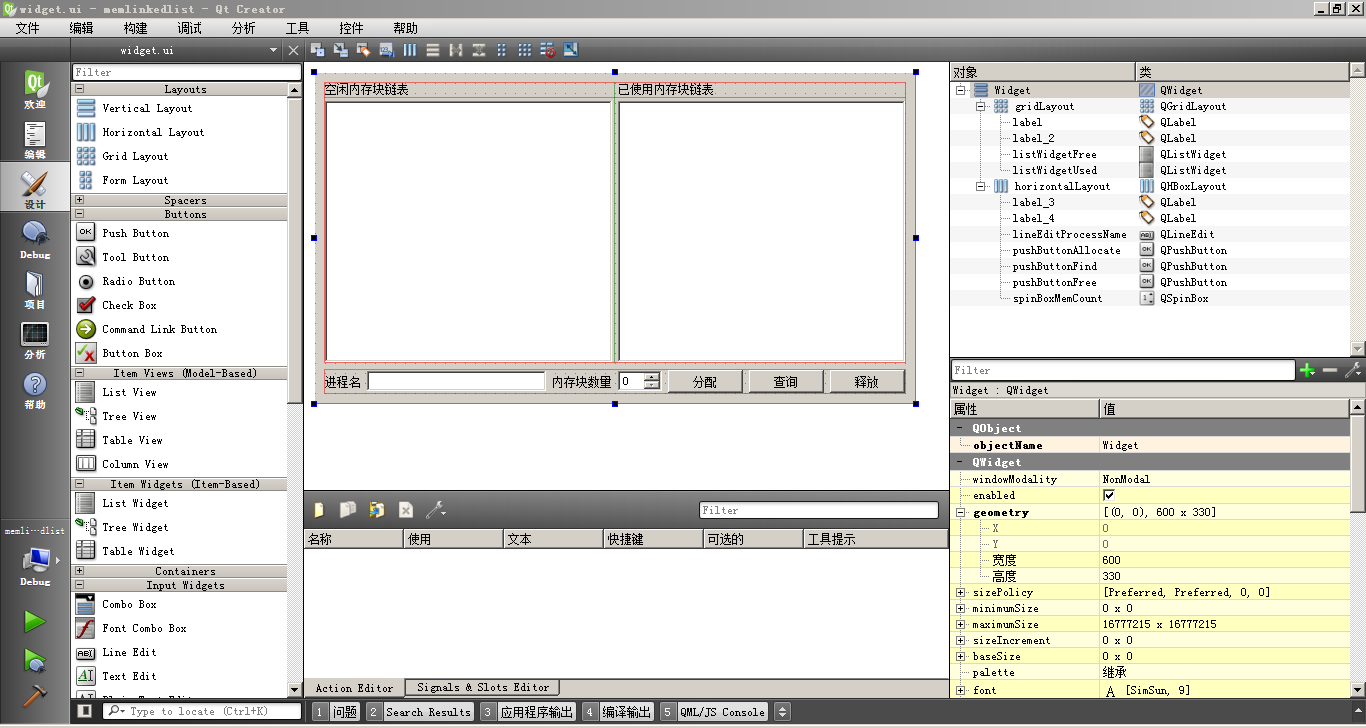 widget.ui - memlinkedlist - Qt Creator
文件 编辑 构建 调试 分析 工具 控件 帮助
widget.ui
Qt
欢迎
编辑
设计
Debug
项目
分析
帮助
memli…dlist
Debug
Filter
Layouts
Vertical Layout
Horizontal Layout
Grid Layout
Form Layout
Spacers
Buttons
OK Push Button
Tool Button
Radio Button
Check Box
Command Link Button
Button Box
Item Views (Model-Based)
List View
Tree View
Table View
Column View
Item Widgets (Item-Based)
List Widget
Tree Widget
Table Widget
Containers
Input Widgets
Combo Box
Font Combo Box
ABI Line Edit
AI Text Edit
空闲内存块链表 已使用内存块链表
进程名 内存块数量 0 分配 查询 释放
Filter
名称 使用 文本 快捷键 可选的 工具提示
Action Editor Signals & Slots Editor
对象 类
Widget QWidget
gridLayout QGridLayout
label QLabel
label_2 QLabel
listWidgetFree QListWidget
listWidgetUsed QListWidget
horizontalLayout QHBoxLayout
label_3 QLabel
label_4 QLabel
lineEditProcessName QLineEdit
pushButtonAllocate QPushButton
pushButtonFind QPushButton
pushButtonFree QPushButton
spinBoxMemCount QSpinBox
Filter
Widget : QWidget
属性 值
QObject
objectName Widget
QWidget
windowModality NonModal
enabled
geometry [(0, 0), 600 x 330]
X 0
Y 0
宽度 600
高度 330
sizePolicy [Preferred, Preferred, 0, 0]
minimumSize 0 x 0
maximumSize 16777215 x 16777215
sizeIncrement 0 x 0
baseSize 0 x 0
palette 继承
font A [SimSun, 9]
Type to locate (Ctrl+K) 1 问题 2 Search Results 3 应用程序输出 4 编译输出 5 QML/JS Console